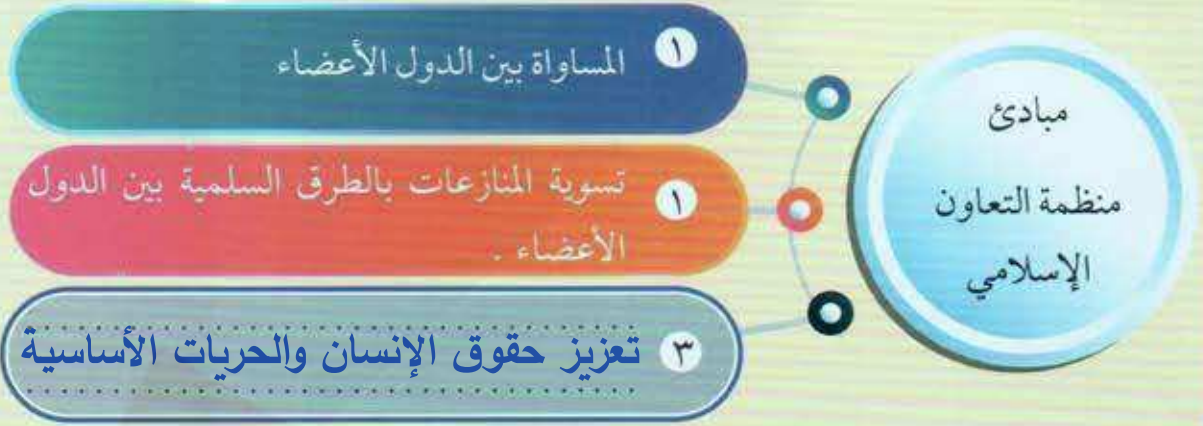 مبادئ
منظمة التعاون
الإسلامي
١ المساواة بين الدول الأعضاء
١ تسوية المنازعات بالطرق السلمية بين الدول
الأعضاء .
٣ تعزيز حقوق الإنسان والحريات الأساسية